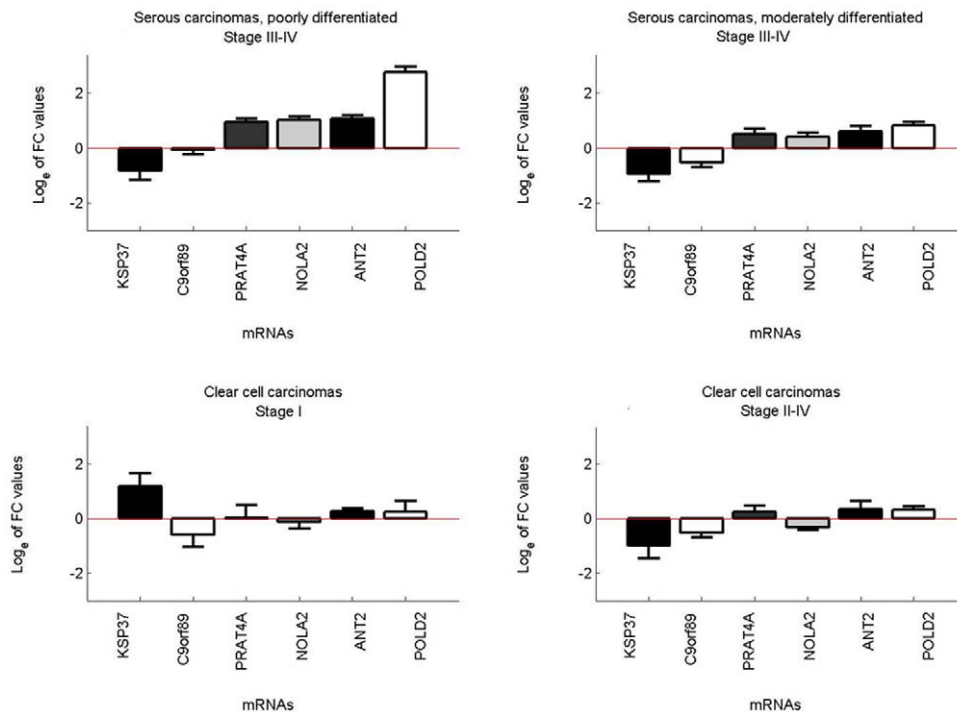 Serous carcinomas, poorly differentiated
Stage III-IV
Log e of FC values
2
0
-2
KSP37
C9orf89
PRAT4A
NOLA2
ANT2
POLD2
mRNAs
Serous carcinomas, moderately differentiated
Stage III-IV
Log e of FC values
2
0
-2
KSP37
C9orf89
PRAT4A
NOLA2
ANT2
POLD2
mRNAs
Clear cell carcinomas
Stage I
Log e of FC values
2
0
-2
KSP37
C9orf89
PRAT4A
NOLA2
ANT2
POLD2
mRNAs
Clear cell carcinomas
Stage II-IV
Log e of FC values
2
0
-2
KSP37
C9orf89
PRAT4A
NOLA2
ANT2
POLD2
mRNAs